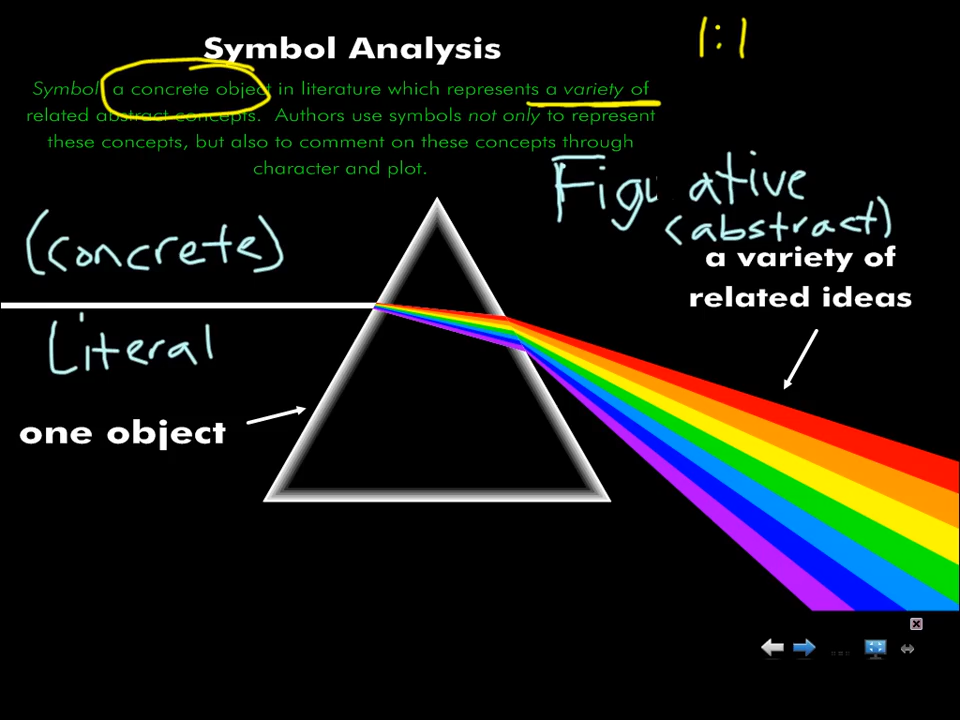 Symbol Analysis
1:1
Symbol: a concrete object in literature which represents a variety of
related abstract concepts. Authors use symbols not only to represent
these concepts, but also to comment on these concepts through
character and plot.
Figurative
(abstract)
(concrete)
a variety of
related ideas
Literal
one object